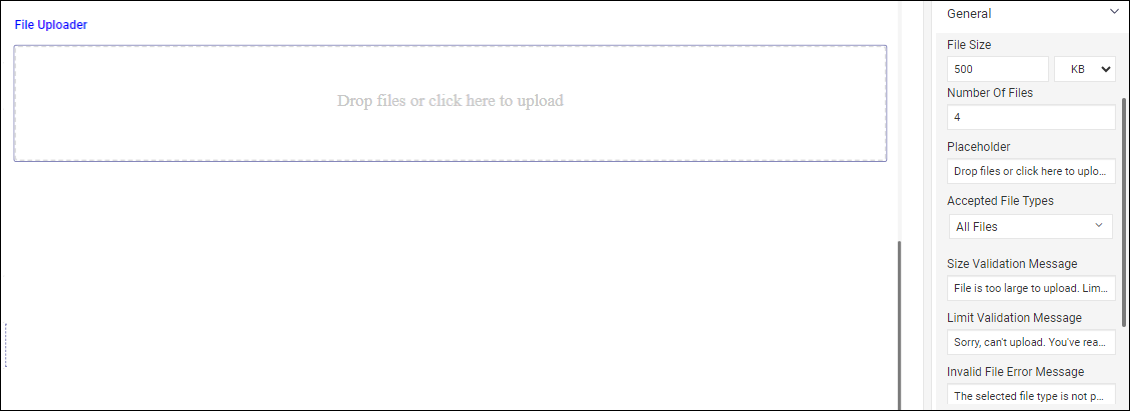 File Uploader
Drop files or click here to upload
General
File Size
500
KB
Number Of Files
4
Placeholder
Drop files or click here to uplo...
Accepted File Types
All Files
Size Validation Message
File is too large to upload. Lim...
Limit Validation Message
Sorry, can't upload. You've rea...
Invalid File Error Message
The selected file type is not p...